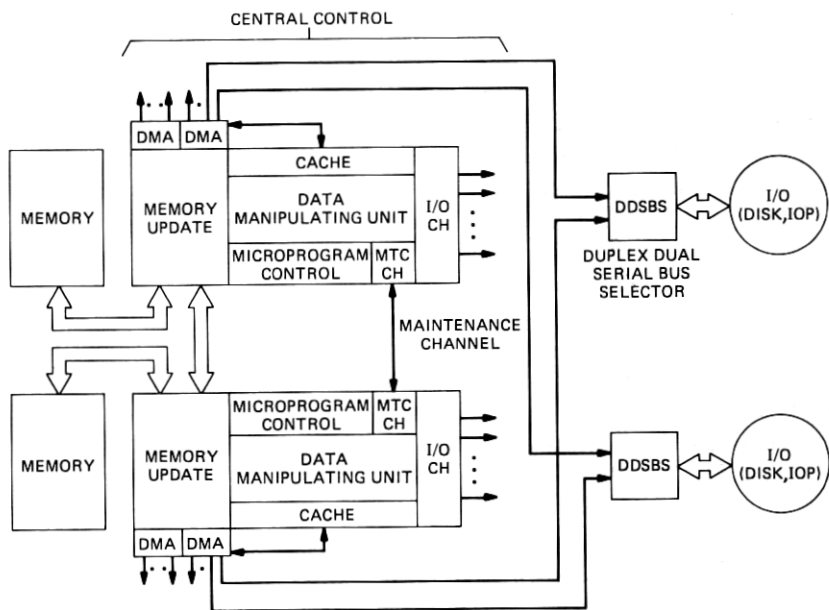 CENTRAL CONTROL
DMA
DMA
MEMORY
MEMORY
UPDATE
CACHE
DATA
MANIPULATING UNIT
MICROPROGRAM
CONTROL
MTC
CH
I/O
CH
DDSBS
I/O
(DISK,IOP)
DUPLEX DUAL
SERIAL BUS
SELECTOR
MAINTENANCE
CHANNEL
MEMORY
MEMORY
UPDATE
MICROPROGRAM
CONTROL
MTC
CH
DATA
MANIPULATING UNIT
CACHE
I/O
CH
DMA
DMA
DDSBS
I/O
(DISK,IOP)